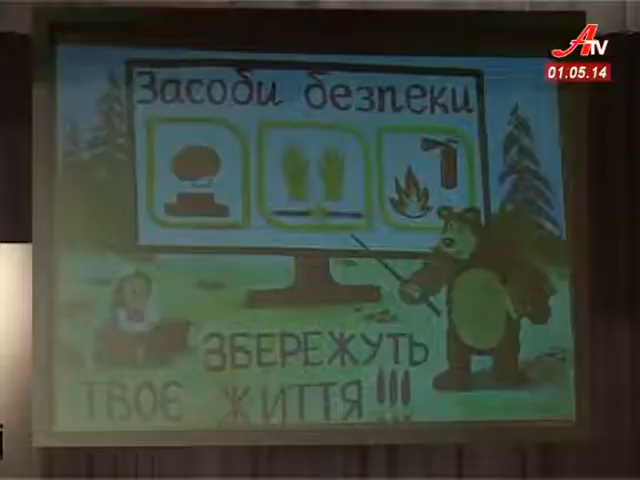 ATV
01.05.14
Засоби безпеки
ЗБЕРЕЖУТЬ
ТВОЄ ЖИТТЯ!!!